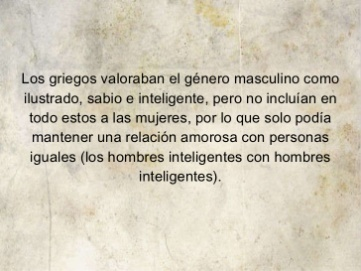 Los griegos valoraban el género masculino como
ilustrado, sabio e inteligente, pero no incluían en
todo estos a las mujeres, por lo que solo podía
mantener una relación amorosa con personas
iguales (los hombres inteligentes con hombres
inteligentes).